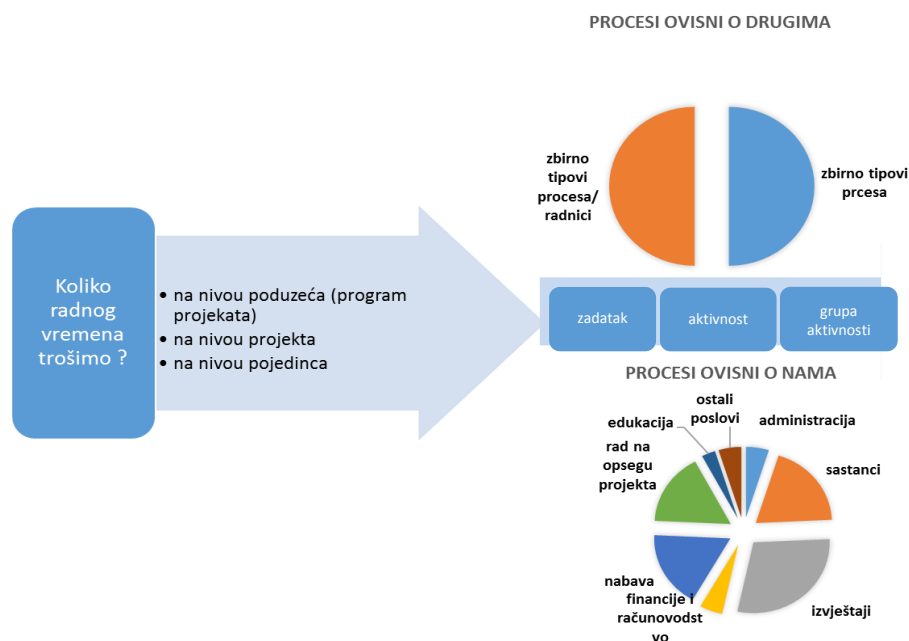 PROCESI OVISNI O DRUGIMA
zbirno
tipovi
procesa/
radnici
zbirno tipovi
prcesa
Koliko
radnog
vremena
trošimo ?
• na nivou poduzeća (program
projekata)
• na nivou projekta
• na nivou pojedinca
zadatak
aktivnost
grupa
aktivnosti
PROCESI OVISNI O NAMA
ostali
poslovi
edukacija
administracija
rad na
opsegu
projekta
sastanci
nabava
financije i
računovodst
vo
izvještaji